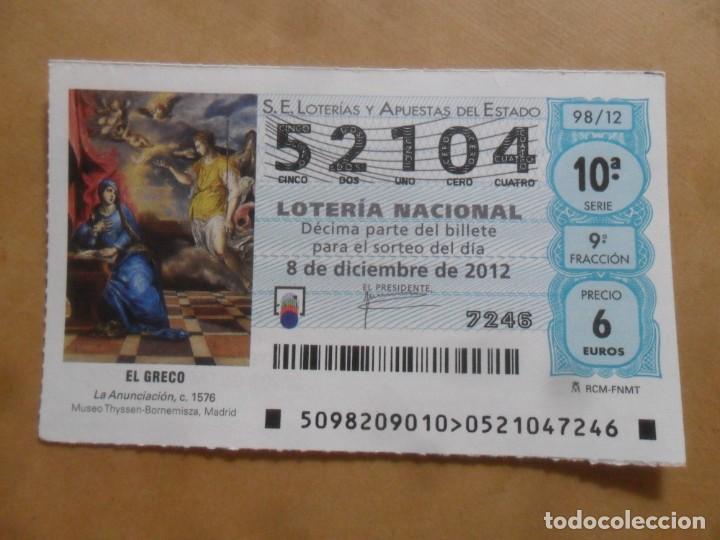 S. E. LOTERÍAS Y APUESTAS DEL ESTADO
52104
CINCO DOS UNO CERO CUATRO
LOTERÍA NACIONAL
Décima parte del billete
para el sorteo del día
8 de diciembre de 2012
EL PRESIDENTE,
7246
98/12
10ª
SERIE
9ª
FRACCIÓN
PRECIO
6
EUROS
RCM-FNMT
EL GRECO
La Anunciación, c. 1576
Museo Thyssen-Bornemisza, Madrid
5098209010>0521047246
todocoleccion.net